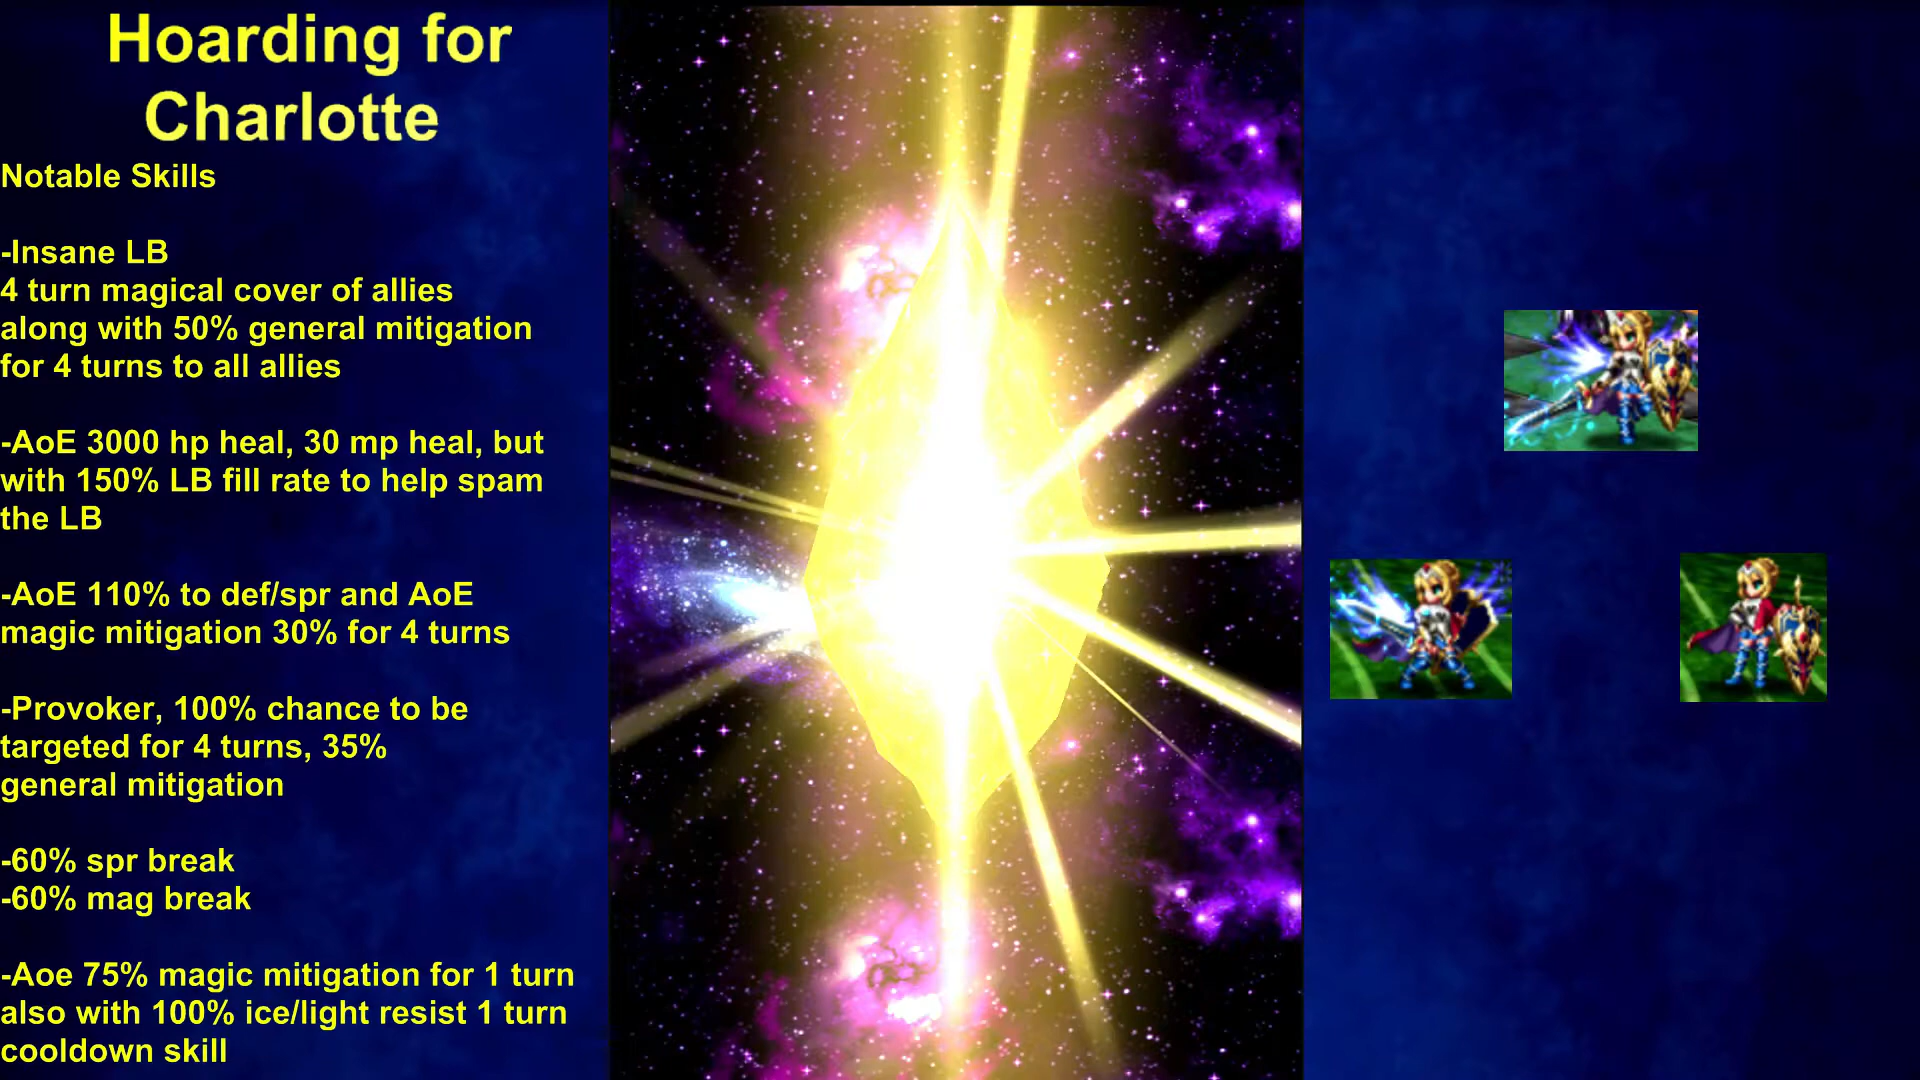 Hoarding for
Charlotte
Notable Skills
-Insane LB
4 turn magical cover of allies
along with 50% general mitigation
for 4 turns to all allies
-AoE 3000 hp heal, 30 mp heal, but
with 150% LB fill rate to help spam
the LB
-AoE 110% to def/spr and AoE
magic mitigation 30% for 4 turns
-Provoker, 100% chance to be
targeted for 4 turns, 35%
general mitigation
-60% spr break
-60% mag break
-Aoe 75% magic mitigation for 1 turn
also with 100% ice/light resist 1 turn
cooldown skill